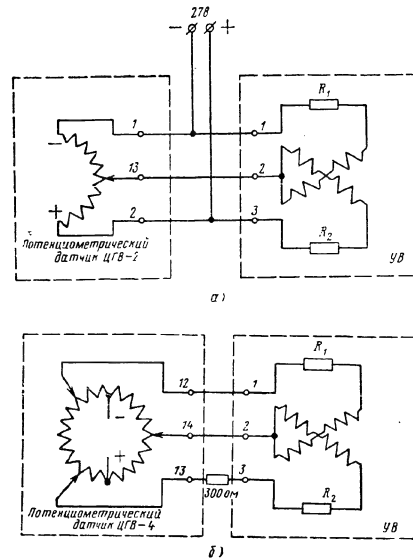 27В
− +
1 1 R₁
13 2
2 3
Потенциометрический
датчик ЦГВ-2
R₂
УВ
а)
12 1 R₁
14 2
13 3
300 ом
Потенциометрический
датчик ЦГВ-4
R₂
УВ
б)